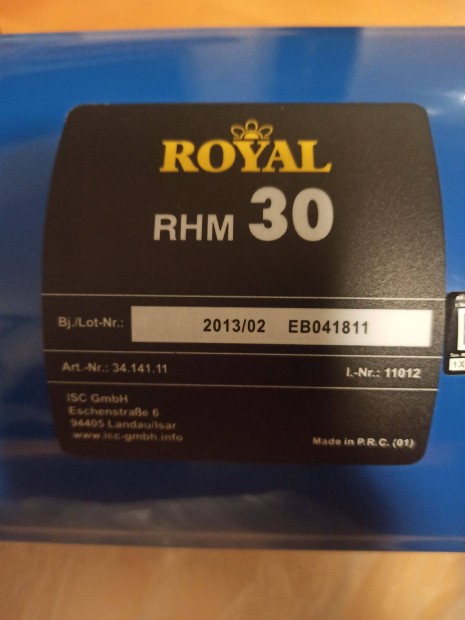 ROYAL
RHM 30
Bj./Lot-Nr.: 2013/02 EB041811
Art.-Nr.: 34.141.11 I.-Nr.: 11012
ISC GmbH
Eschenstraße 6
94405 Landau/Isar
www.isc-gmbh.info
Made in P.R.C. (01)